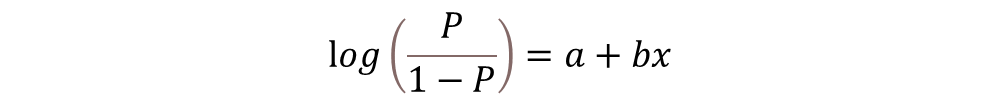 log(P/(1 − P)) = a + bx